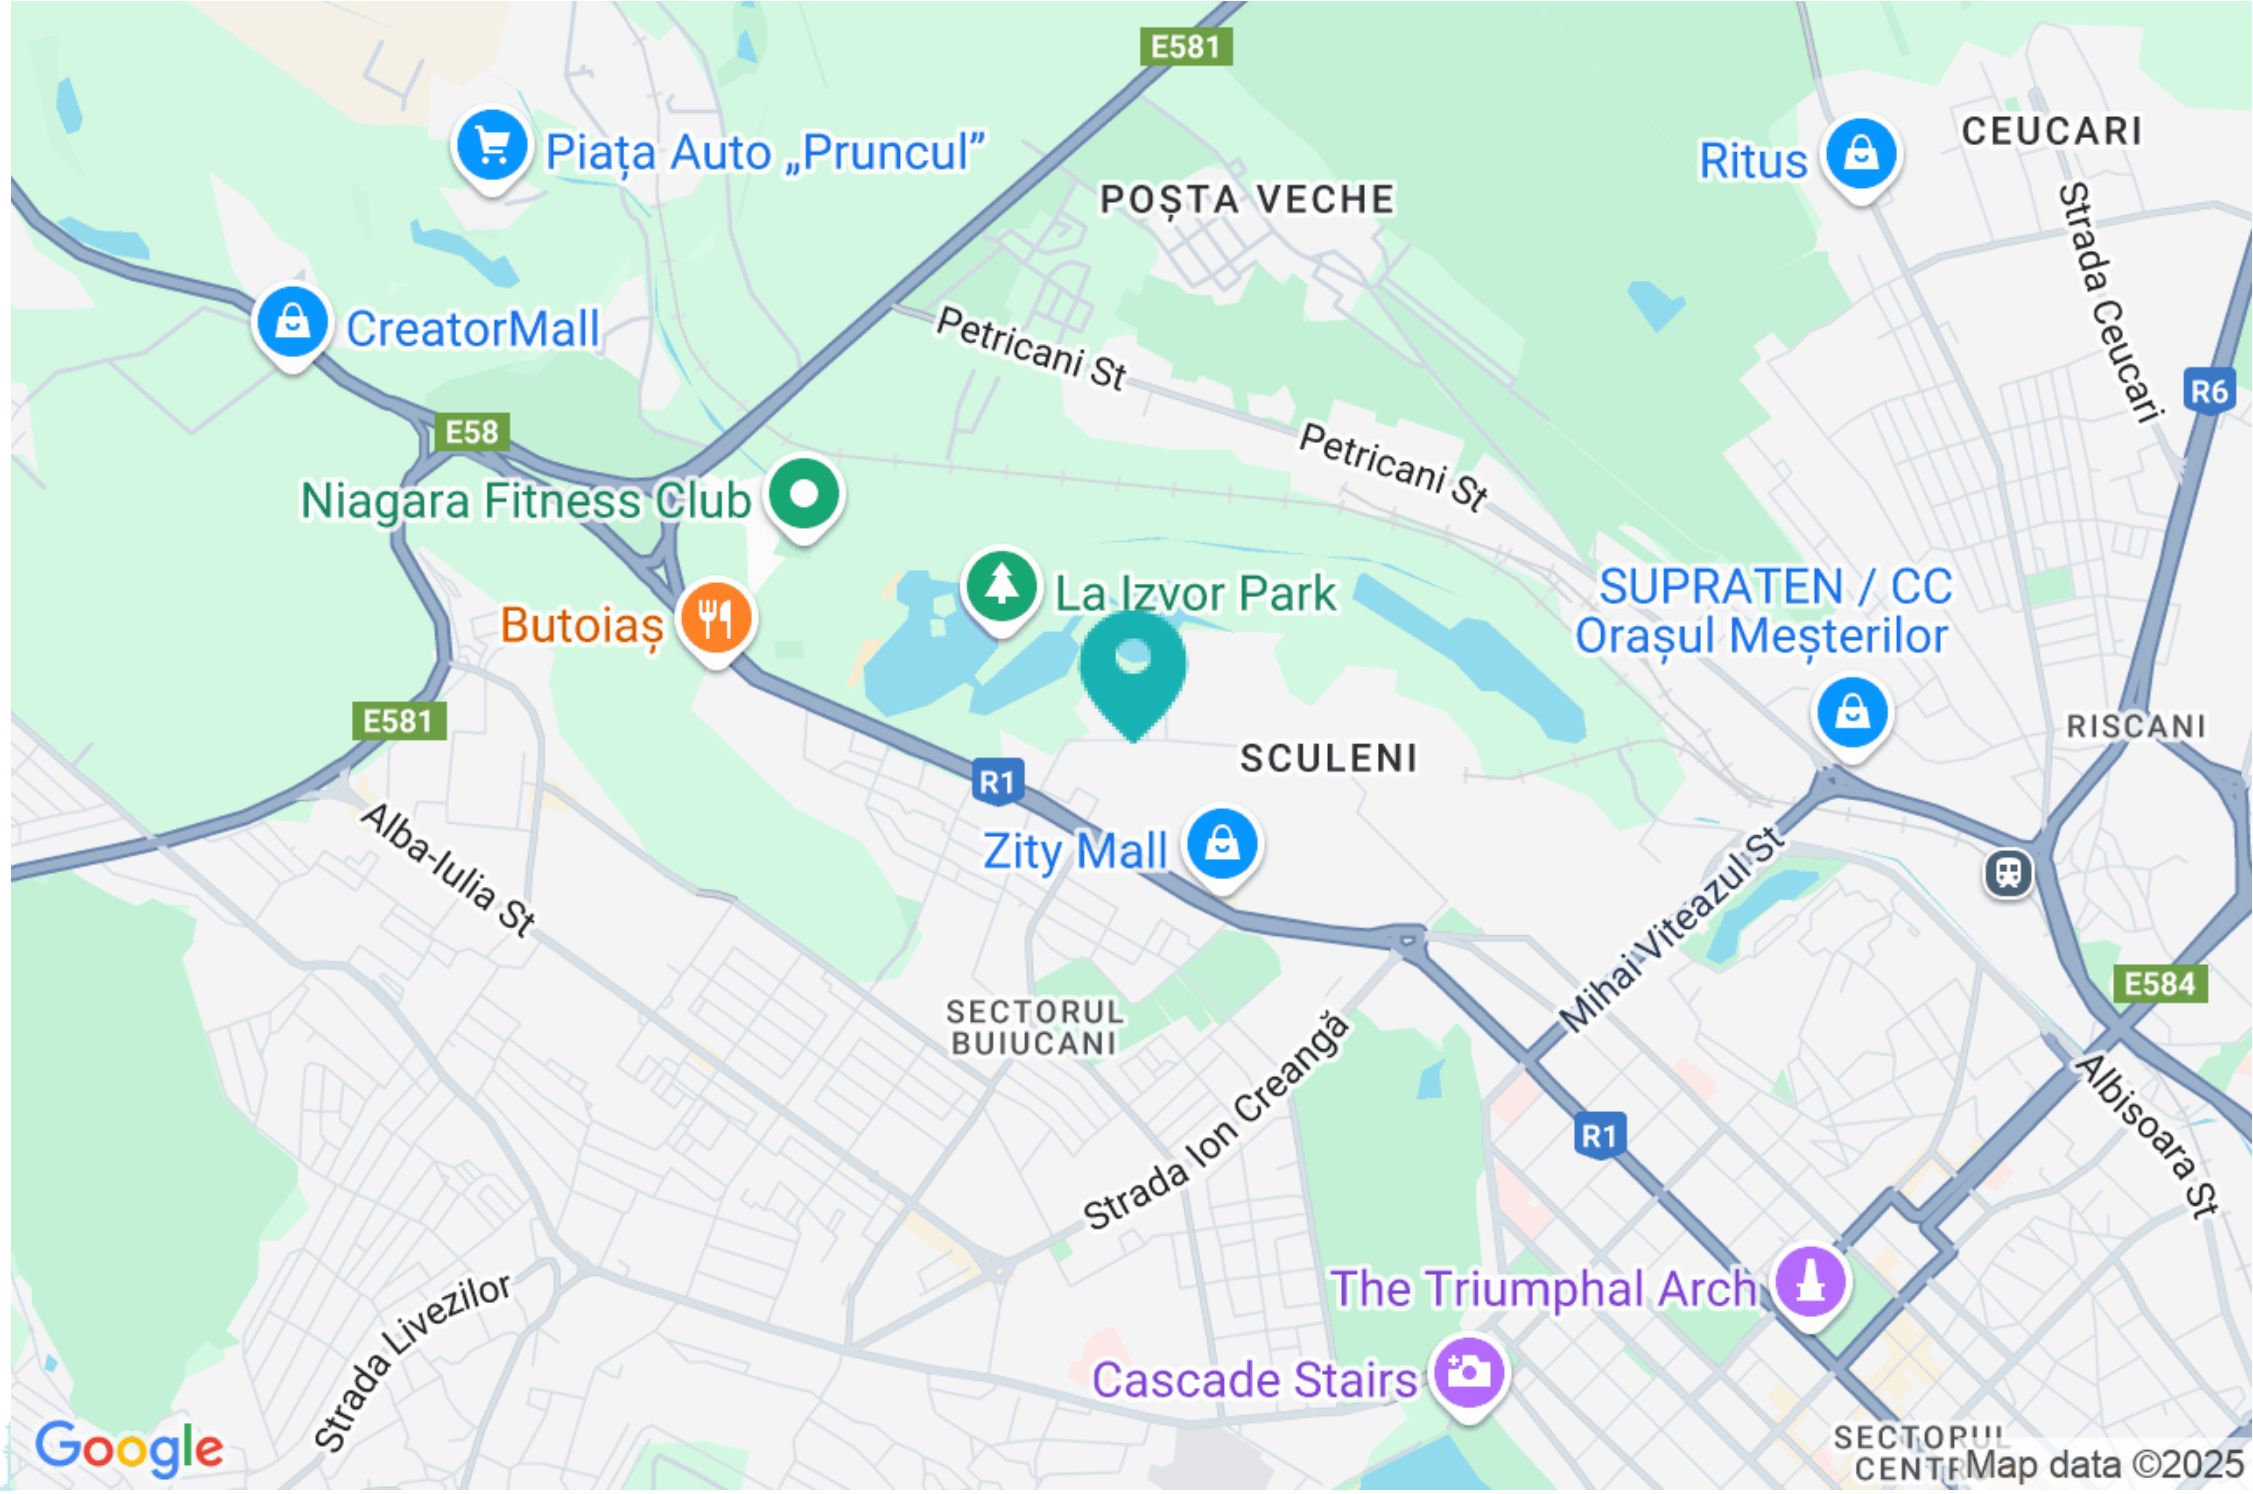 E581
Piața Auto „Pruncul”
Ritus
CEUCARI
POȘTA VECHE
Strada Ceucari
CreatorMall
Petricani St
R6
E58
Petricani St
Niagara Fitness Club
La Izvor Park
SUPRATEN / CC
Orașul Meșterilor
Butoiaș
E581
RISCANI
SCULENI
R1
Alba-Iulia St
Zity Mall
Mihai Viteazul St
E584
SECTORUL
BUIUCANI
Strada Ion Creangă
Albisoara St
R1
The Triumphal Arch
Strada Livezilor
Cascade Stairs
SECTORUL
Google
Map data ©2025